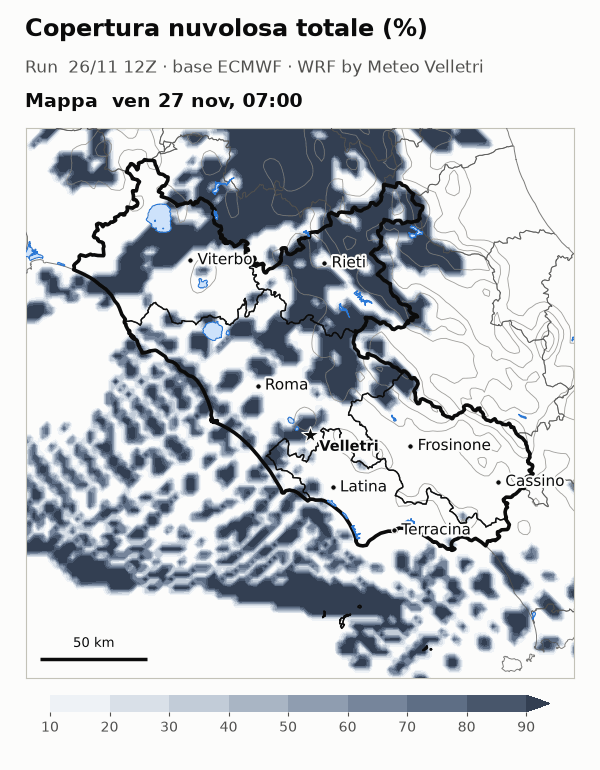 Copertura nuvolosa totale (%)
Run  26/11 12Z · base ECMWF · WRF by Meteo Velletri
Mappa  ven 27 nov, 07:00
Viterbo
Rieti
Roma
Velletri
Frosinone
Latina
Cassino
Terracina
50 km
10 20 30 40 50 60 70 80 90